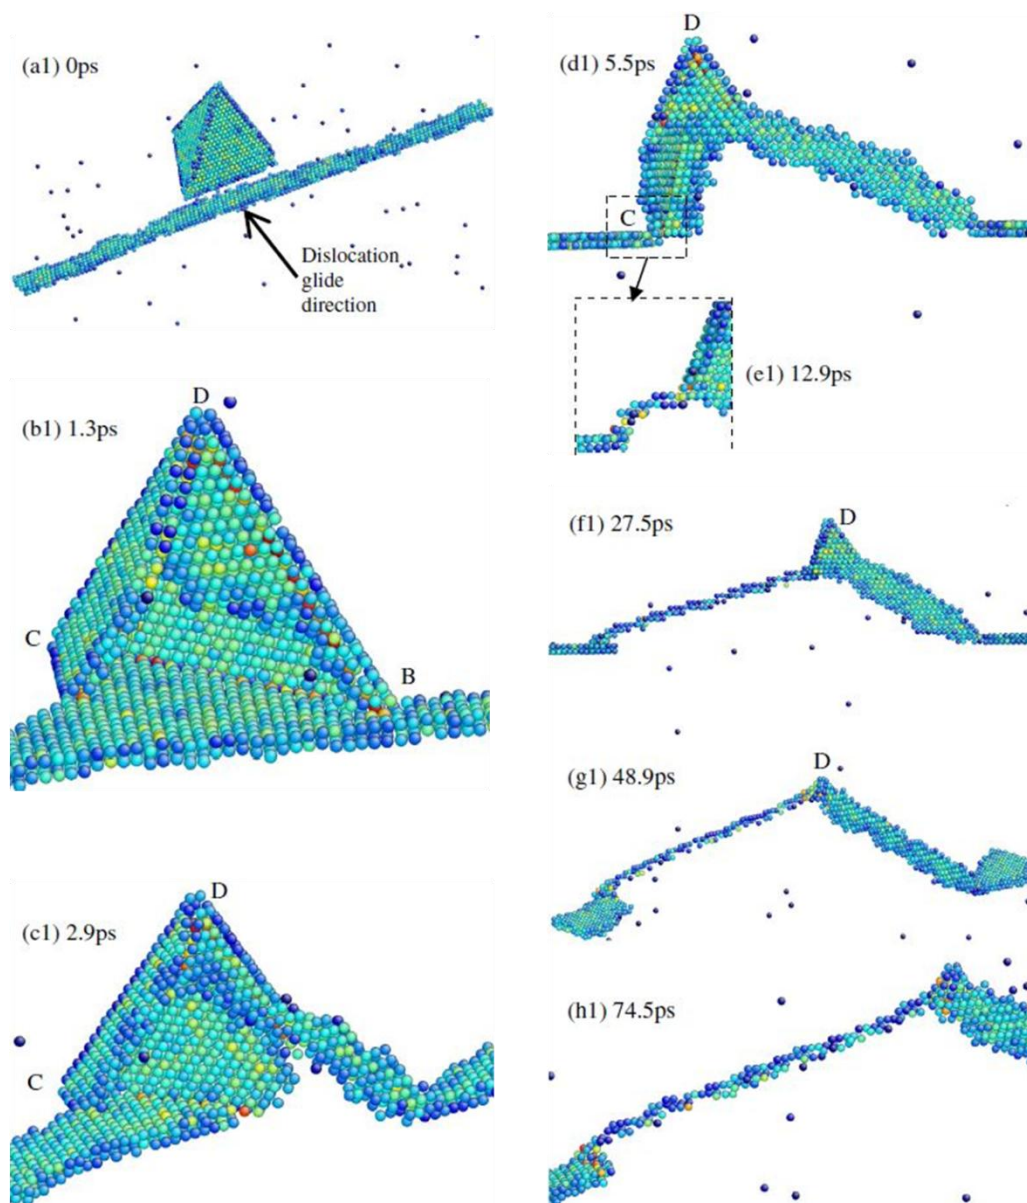 (a1) 0ps
Dislocation
glide
direction
D
(b1) 1.3ps
C
B
D
(c1) 2.9ps
C
D
(d1) 5.5ps
C
(e1) 12.9ps
(f1) 27.5ps
D
D
(g1) 48.9ps
(h1) 74.5ps